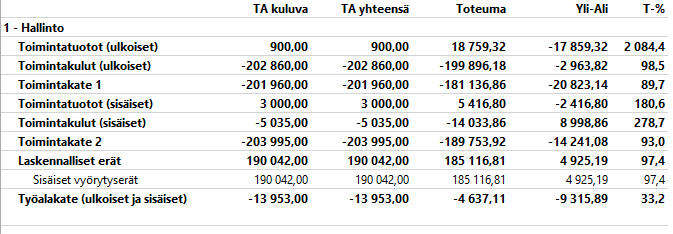 TA kuluva TA yhteensä Toteuma Yli-Ali T-%
1 - Hallinto
Toimintatuotot (ulkoiset) 900,00 900,00 18 759,32 -17 859,32 2 084,4
Toimintakulut (ulkoiset) -202 860,00 -202 860,00 -199 896,18 -2 963,82 98,5
Toimintakate 1 -201 960,00 -201 960,00 -181 136,86 -20 823,14 89,7
Toimintatuotot (sisäiset) 3 000,00 3 000,00 5 416,80 -2 416,80 180,6
Toimintakulut (sisäiset) -5 035,00 -5 035,00 -14 033,86 8 998,86 278,7
Toimintakate 2 -203 995,00 -203 995,00 -189 753,92 -14 241,08 93,0
Laskennalliset erät 190 042,00 190 042,00 185 116,81 4 925,19 97,4
Sisäiset vyörytyserät 190 042,00 190 042,00 185 116,81 4 925,19 97,4
Työalakate (ulkoiset ja sisäiset) -13 953,00 -13 953,00 -4 637,11 -9 315,89 33,2